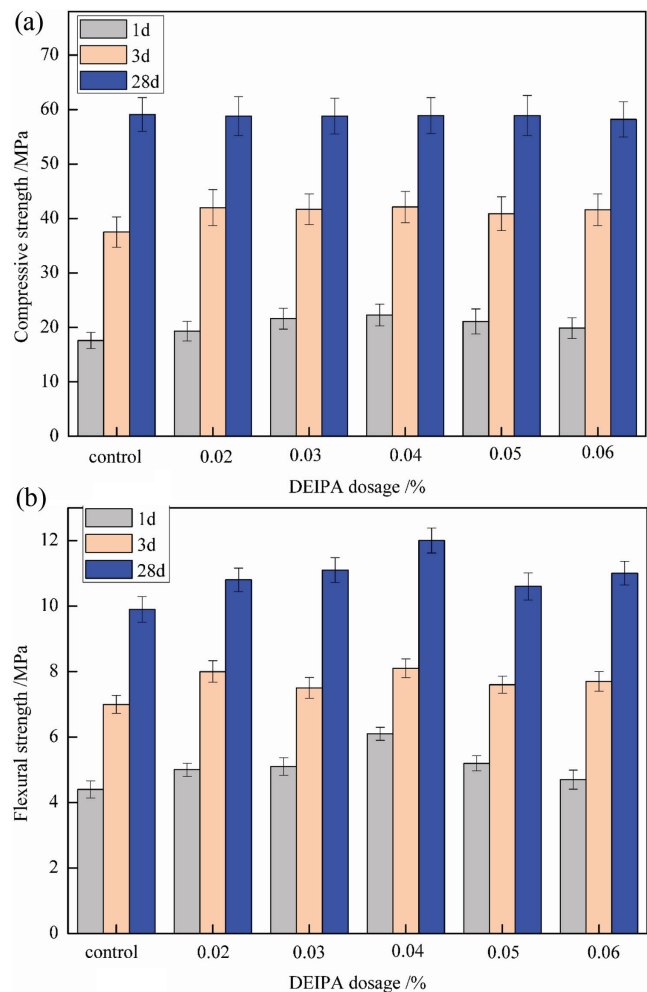 (a)
1d
3d
28d
Compressive strength /MPa
70
60
50
40
30
20
10
0
control 0.02 0.03 0.04 0.05 0.06
DEIPA dosage /%
(b)
1d
3d
28d
Flexural strength /MPa
12
10
8
6
4
2
0
control 0.02 0.03 0.04 0.05 0.06
DEIPA dosage /%